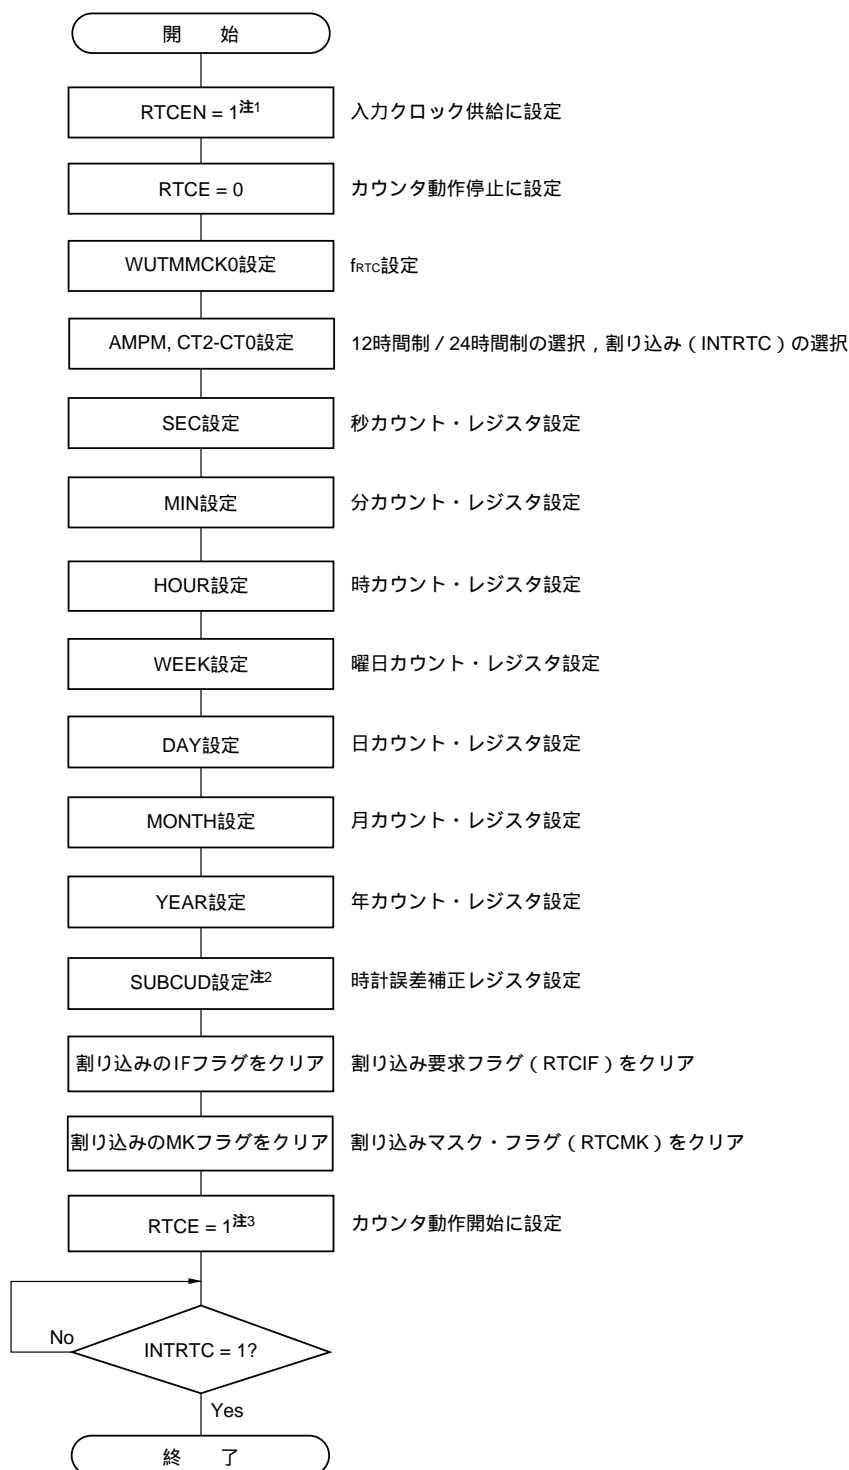 開 始
RTCEN = 1注1 入力クロック供給に設定
RTCE = 0 カウンタ動作停止に設定
WUTMMCK0設定 fRTC設定
AMPM, CT2-CT0設定 12時間制／24時間制の選択，割り込み（INTRTC）の選択
SEC設定 秒カウント・レジスタ設定
MIN設定 分カウント・レジスタ設定
HOUR設定 時カウント・レジスタ設定
WEEK設定 曜日カウント・レジスタ設定
DAY設定 日カウント・レジスタ設定
MONTH設定 月カウント・レジスタ設定
YEAR設定 年カウント・レジスタ設定
SUBCUD設定注2 時計誤差補正レジスタ設定
割り込みのIFフラグをクリア 割り込み要求フラグ（RTCIF）をクリア
割り込みのMKフラグをクリア 割り込みマスク・フラグ（RTCMK）をクリア
RTCE = 1注3 カウンタ動作開始に設定
No
INTRTC = 1?
Yes
終 了